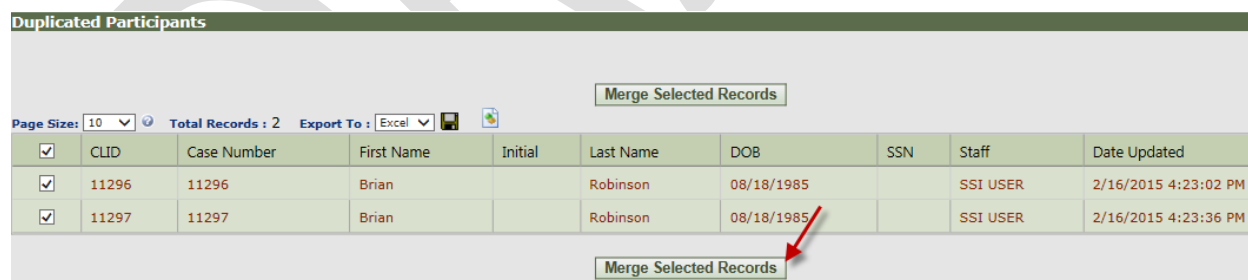 Duplicated Participants
Merge Selected Records
Page Size: 10 Total Records : 2 Export To : Excel
CLID Case Number First Name Initial Last Name DOB SSN Staff Date Updated
11296 11296 Brian Robinson 08/18/1985 SSI USER 2/16/2015 4:23:02 PM
11297 11297 Brian Robinson 08/18/1985 SSI USER 2/16/2015 4:23:36 PM
Merge Selected Records